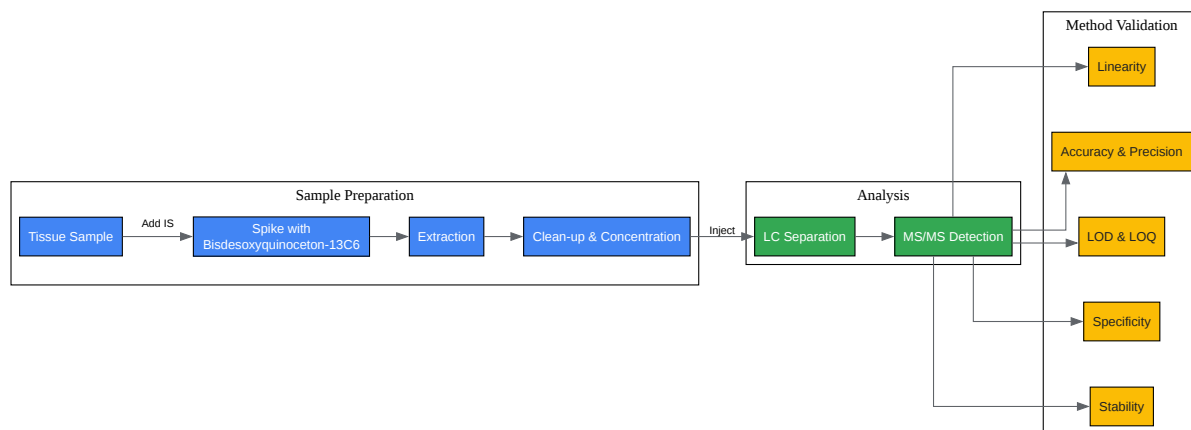 Method Validation
Linearity
Accuracy & Precision
Sample Preparation
Analysis
Tissue Sample
Add IS
Spike with
Bisdesoxyquinoceton-13C6
Extraction
Clean-up & Concentration
Inject
LC Separation
MS/MS Detection
LOD & LOQ
Specificity
Stability